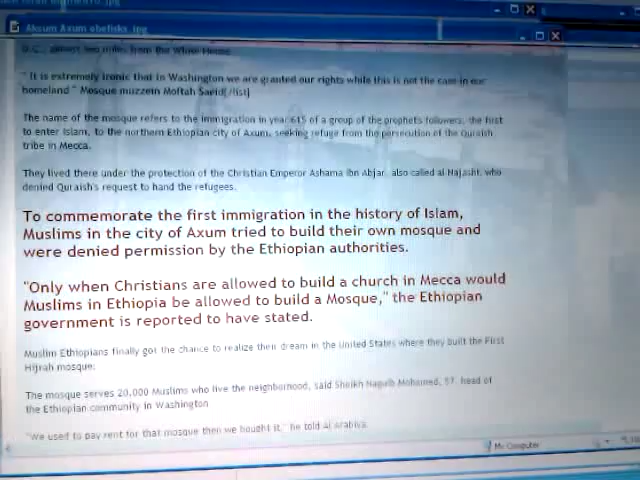 Aksum Axum obelisks.jpg
D.C., almost two miles from the White House
" It is extremely ironic that in Washington we are granted our rights while this is not the case in our
homeland " Mosque muzzein Moftah Saeid[/list]
The name of the mosque refers to the immigration in year 615 of a group of the prophet's followers, the first
to enter Islam, to the northern Ethiopian city of Axum, seeking refuge from the persecution of the Quraish
tribe in Mecca.
They lived there under the protection of the Christian Emperor Ashama Ibn Abjar, also called al Najashi, who
denied Quraish's request to hand the refugees.
To commemorate the first immigration in the history of Islam,
Muslims in the city of Axum tried to build their own mosque and
were denied permission by the Ethiopian authorities.
"Only when Christians are allowed to build a church in Mecca would
Muslims in Ethiopia be allowed to build a Mosque," the Ethiopian
government is reported to have stated.
Muslim Ethiopians finally got the chance to realize their dream in the United States where they built the First
Hijrah mosque.
The mosque serves 20,000 Muslims who live the neighborhood, said Sheikh Naguib Mohamed, 57, head of
the Ethiopian community in Washington
"We used to pay rent for that mosque then we bought it," he told Al Arabiya.
My Computer